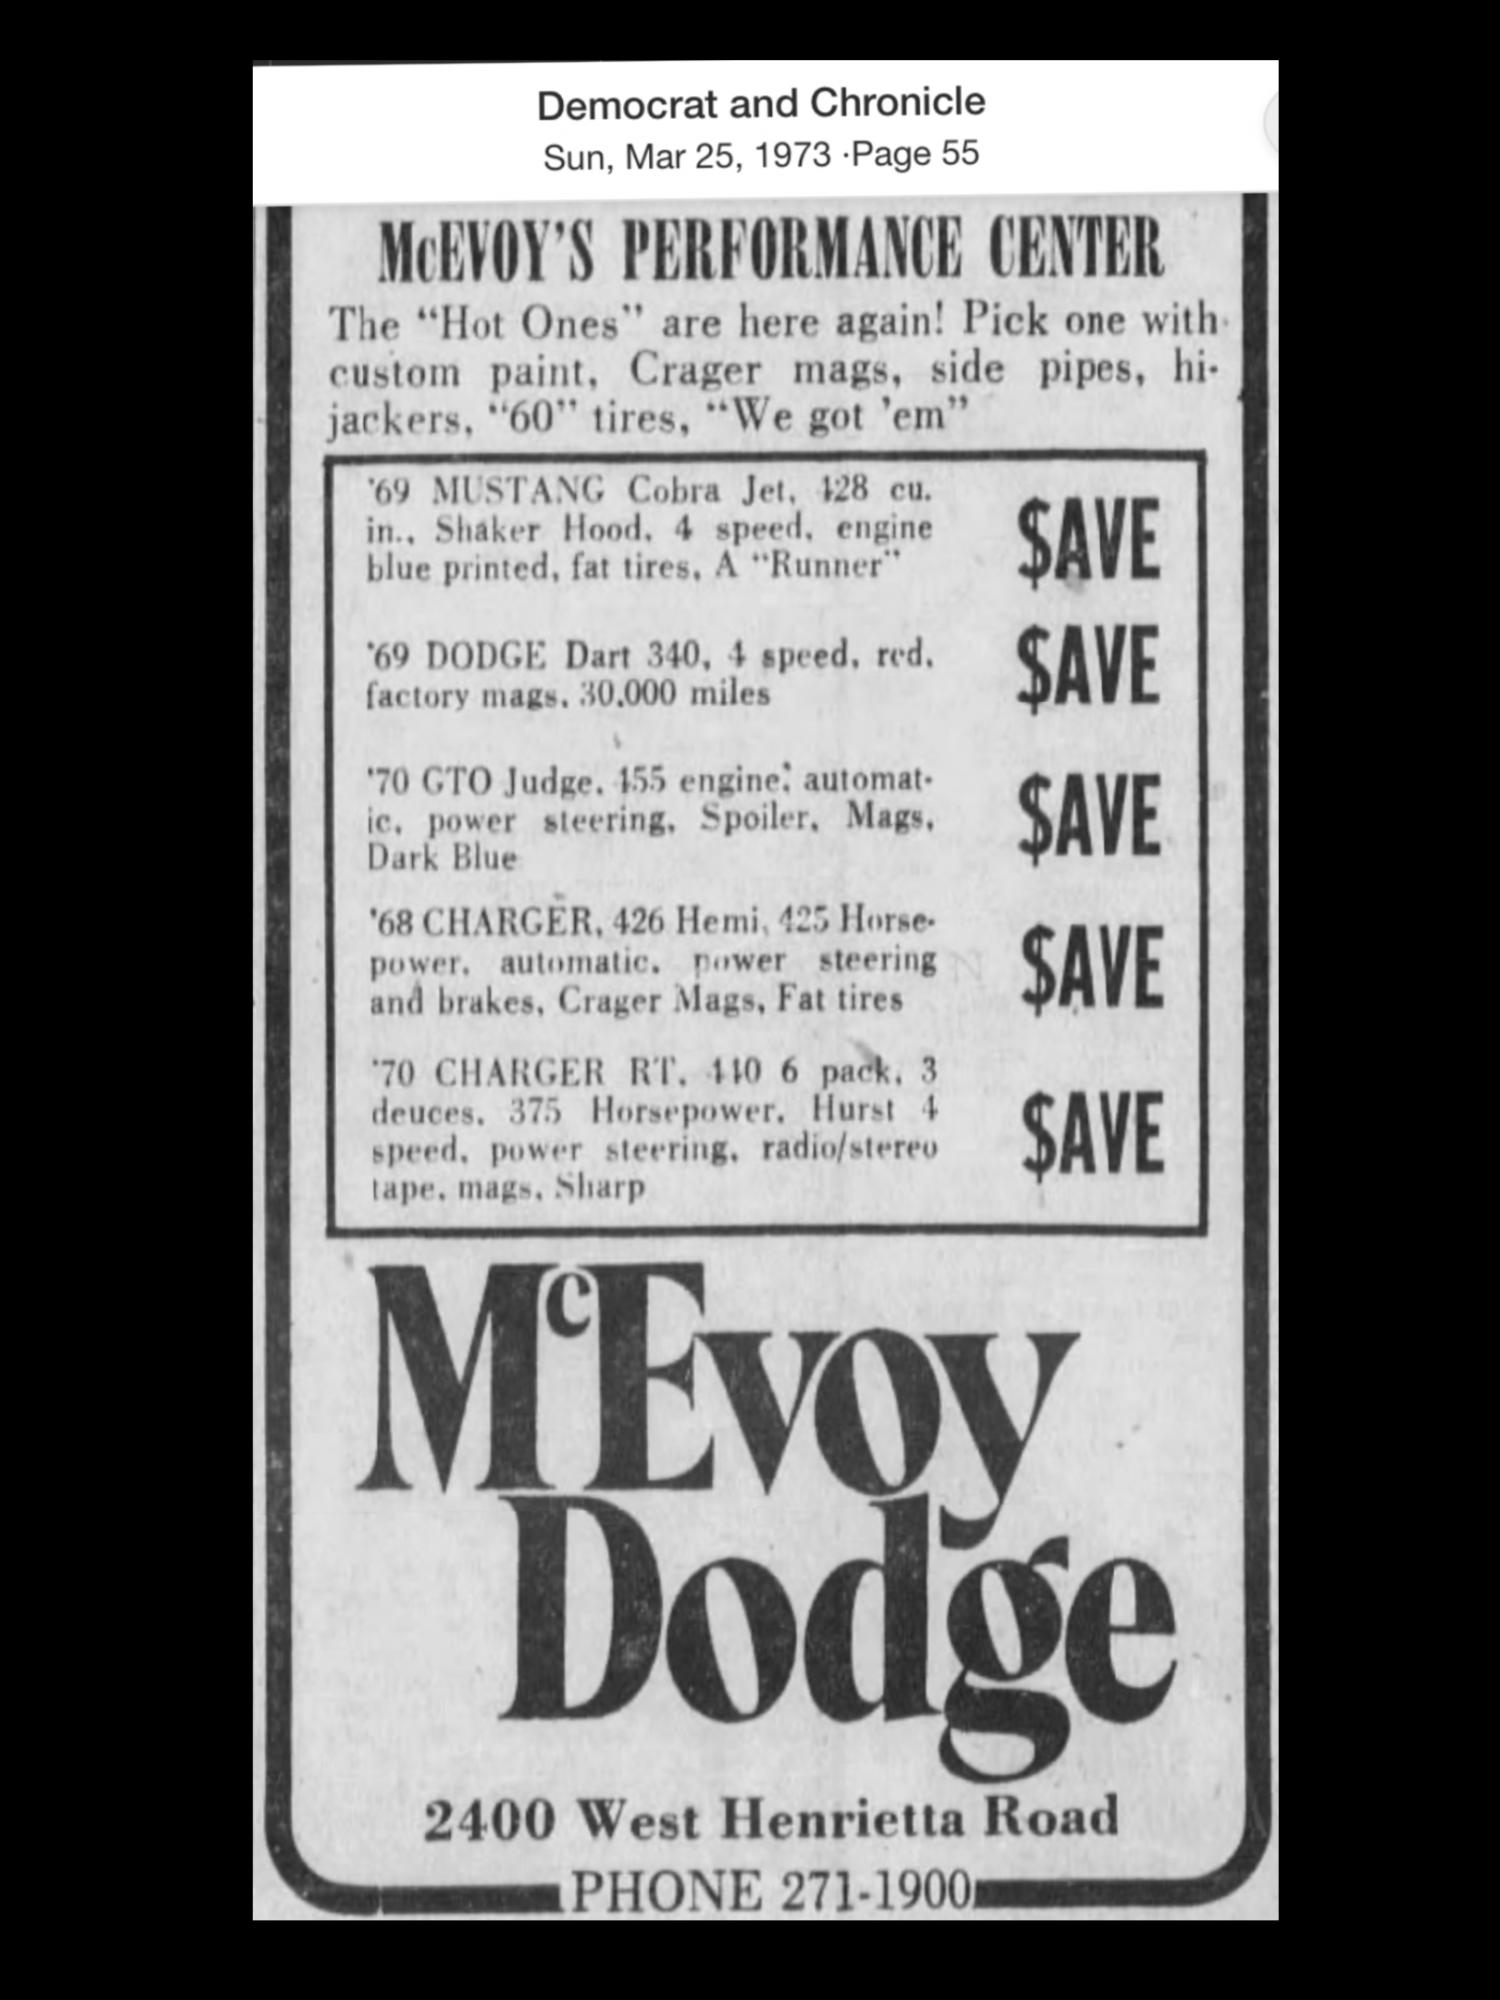 Democrat and Chronicle
Sun, Mar 25, 1973 ·Page 55
McEVOY'S PERFORMANCE CENTER
The "Hot Ones" are here again! Pick one with
custom paint, Crager mags, side pipes, hi-
jackers, "60" tires, "We got 'em"
'69 MUSTANG Cobra Jet, 428 cu.
in., Shaker Hood, 4 speed, engine
blue printed, fat tires, A "Runner"
$AVE
'69 DODGE Dart 340, 4 speed, red,
factory mags, 30,000 miles
$AVE
'70 GTO Judge, 455 engine, automat-
ic, power steering, Spoiler, Mags,
Dark Blue
$AVE
'68 CHARGER, 426 Hemi, 425 Horse-
power, automatic, power steering
and brakes, Crager Mags, Fat tires
$AVE
'70 CHARGER RT, 440 6 pack, 3
deuces, 375 Horsepower, Hurst 4
speed, power steering, radio/stereo
tape, mags, Sharp
$AVE
McEvoy
Dodge
2400 West Henrietta Road
PHONE 271-1900